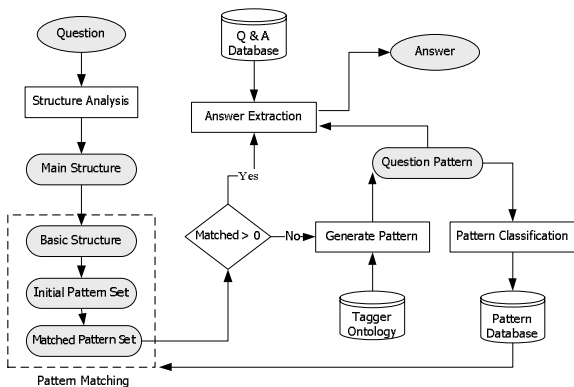 Question
Structure Analysis
Main Structure
Basic Structure
Initial Pattern Set
Matched Pattern Set
Pattern Matching
Q & A
Database
Answer
Answer Extraction
Yes
Matched > 0
No
Generate Pattern
Question Pattern
Pattern Classification
Tagger
Ontology
Pattern
Database